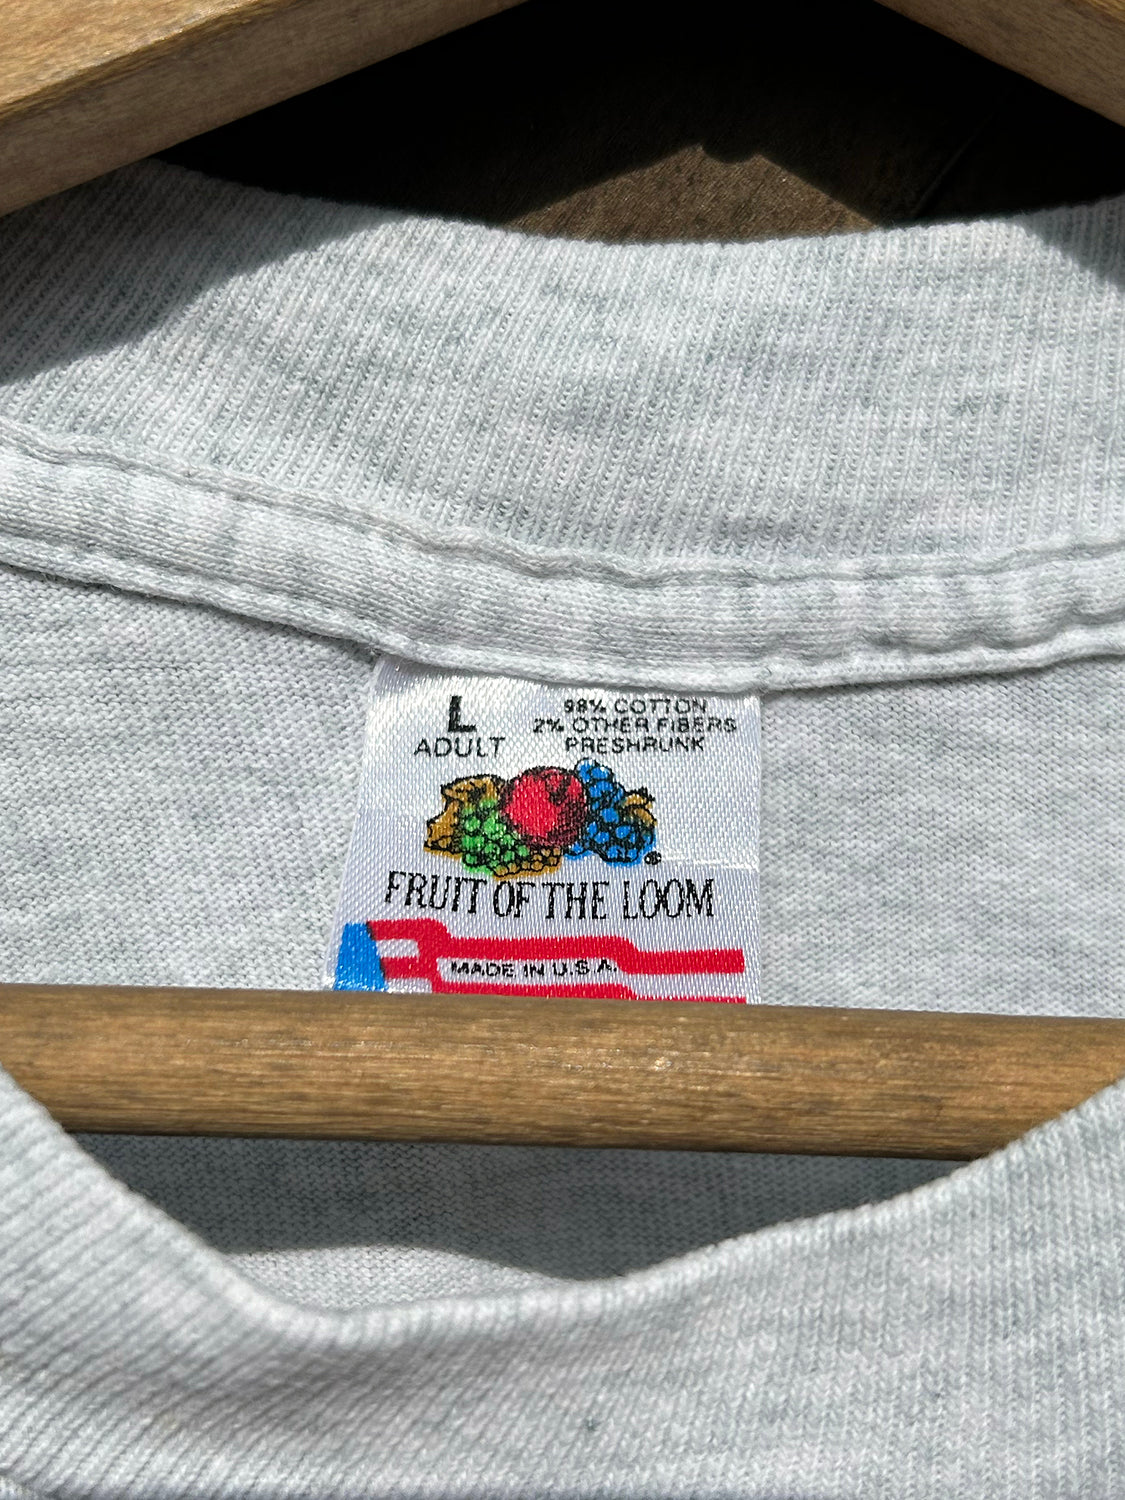 L
ADULT
98% COTTON
2% OTHER FIBERS
PRESHRUNK
®
FRUIT OF THE LOOM
MADE IN U.S.A.